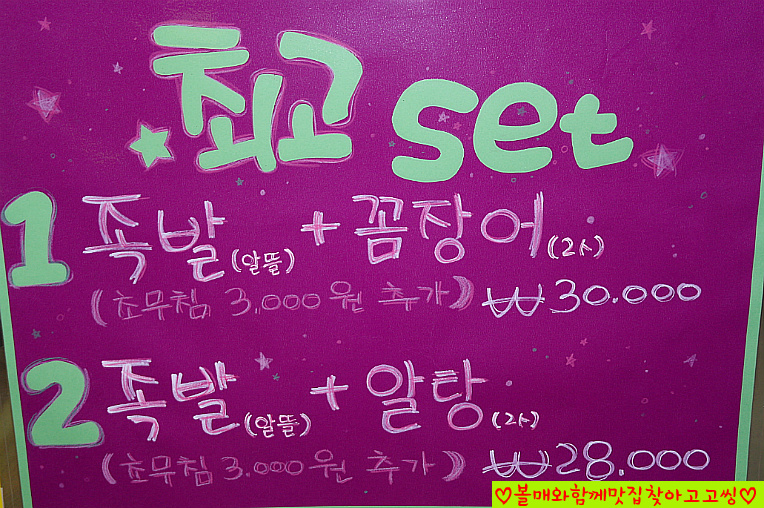 최고 set
1 족발(알뜰) + 꼼장어(2人)
(초무침 3,000원 추가) ₩30.000
2 족발(알뜰) + 알탕(2人)
(초무침 3.000원 추가) ₩28.000
♡볼매와함께맛집찾아고고씽♡